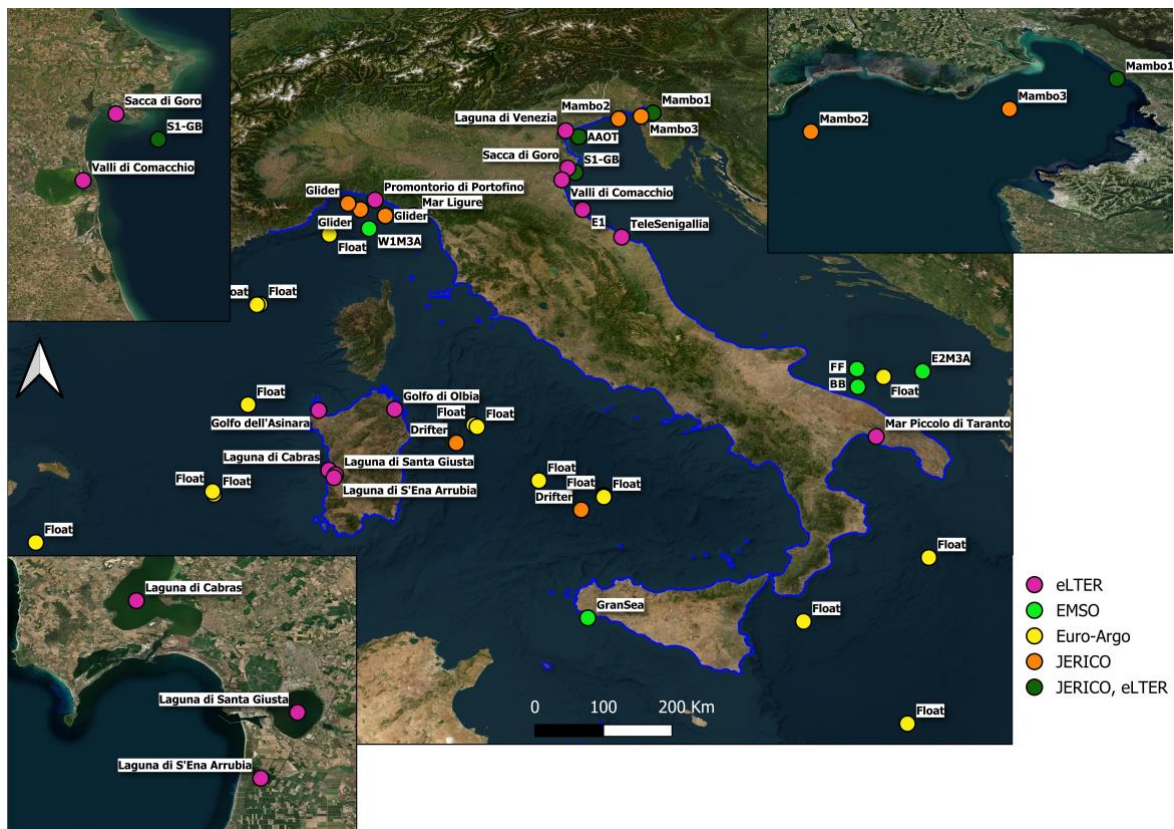 Sacca di Goro
S1-GB
Valli di Comacchio
Mambo1
Mambo3
Mambo2
Mambo2
Mambo1
Laguna di Venezia
Mambo3
AAOT
Sacca di Goro
S1-GB
Valli di Comacchio
Promontorio di Portofino
Glider
Mar Ligure
Glider
Glider
E1
TeleSenigallia
W1M3A
Float
Float
FF
E2M3A
BB
Float
Float
Golfo di Olbia
Golfo dell'Asinara
Float
Float
Drifter
Mar Piccolo di Taranto
Laguna di Cabras
Laguna di Santa Giusta
Laguna di S'Ena Arrubia
Float
Float
Float
Float
Float
Drifter
Float
Float
Float
Float
GranSea
0 100 200 Km
Laguna di Cabras
Laguna di Santa Giusta
Laguna di S'Ena Arrubia
eLTER
EMSO
Euro-Argo
JERICO
JERICO, eLTER